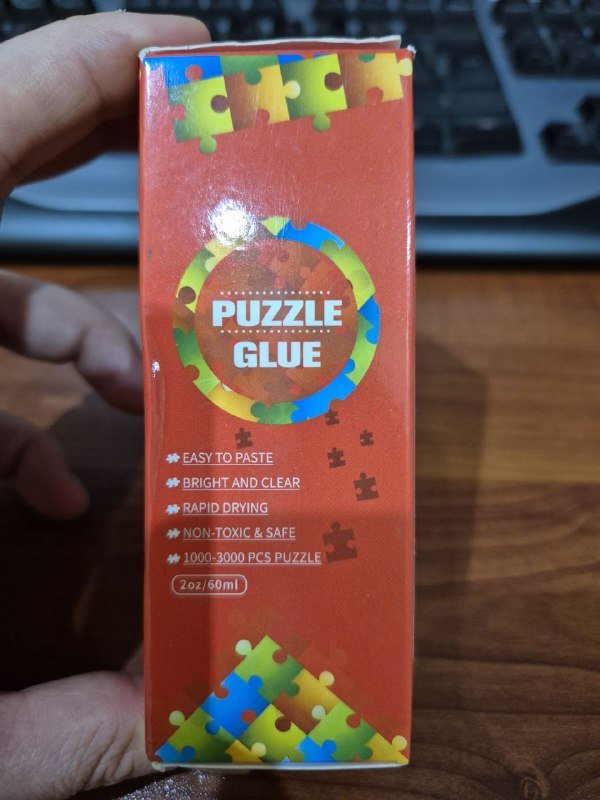 PUZZLE
GLUE
EASY TO PASTE
BRIGHT AND CLEAR
RAPID DRYING
NON-TOXIC & SAFE
1000-3000 PCS PUZZLE
2oz/60ml